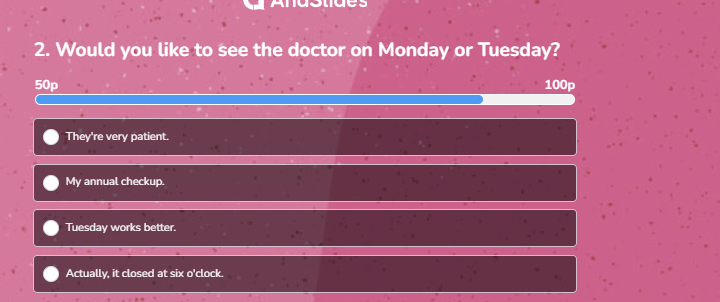 AhaSlides
2. Would you like to see the doctor on Monday or Tuesday?
50p 100p
They're very patient.
My annual checkup.
Tuesday works better.
Actually, it closed at six o'clock.